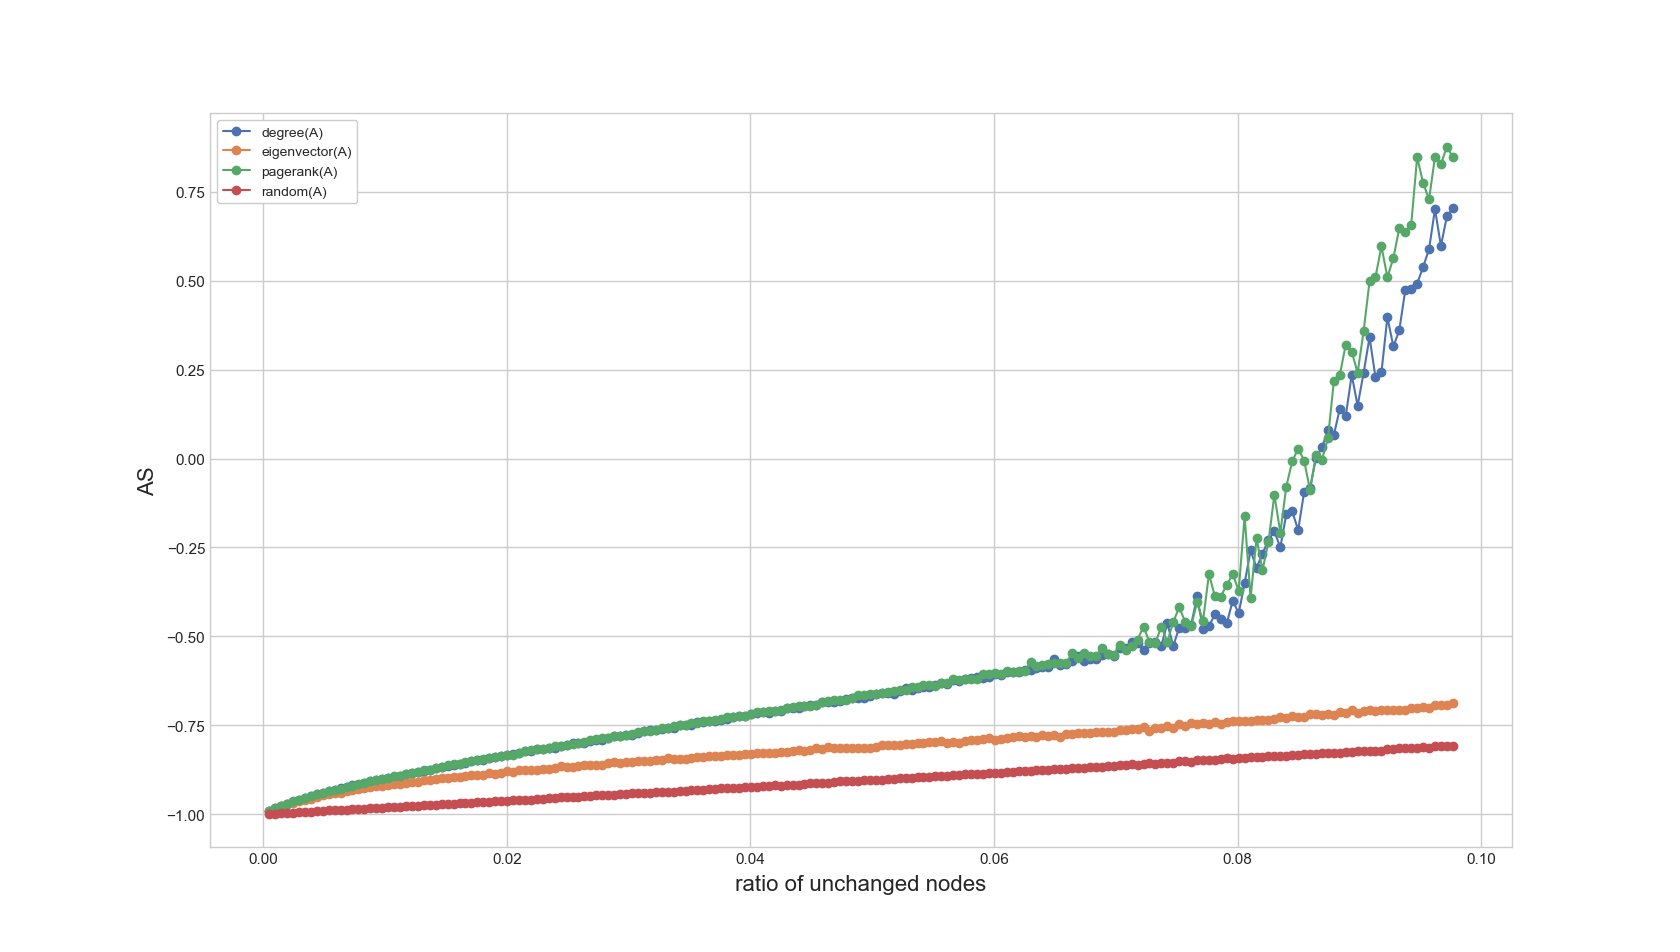 degree(A)
eigenvector(A)
pagerank(A)
random(A)
0.75
0.50
0.25
0.00
−0.25
−0.50
−0.75
−1.00
AS
0.00 0.02 0.04 0.06 0.08 0.10
ratio of unchanged nodes